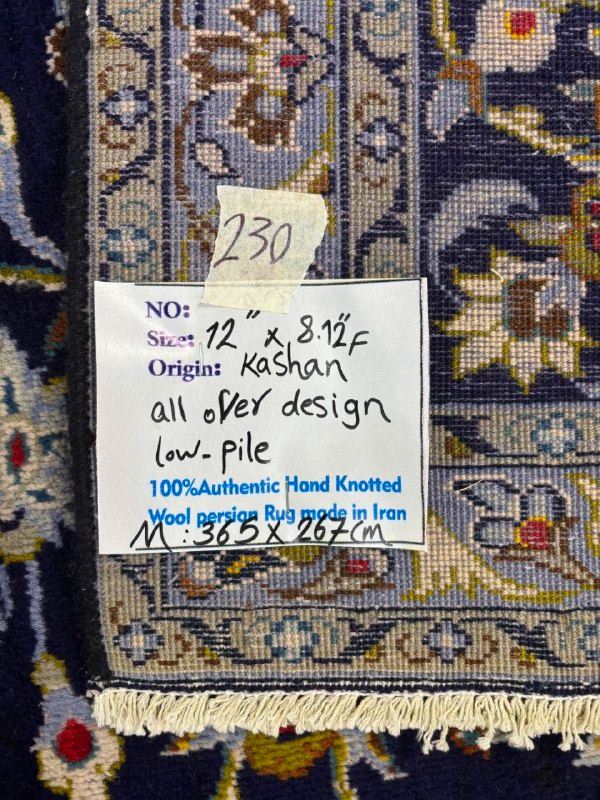 230
NO:
Size: 12" x 8.12"F
Origin: Kashan
all over design
low-pile
100%Authentic Hand Knotted
Wool persian Rug made in Iran
M: 365 X 267cm